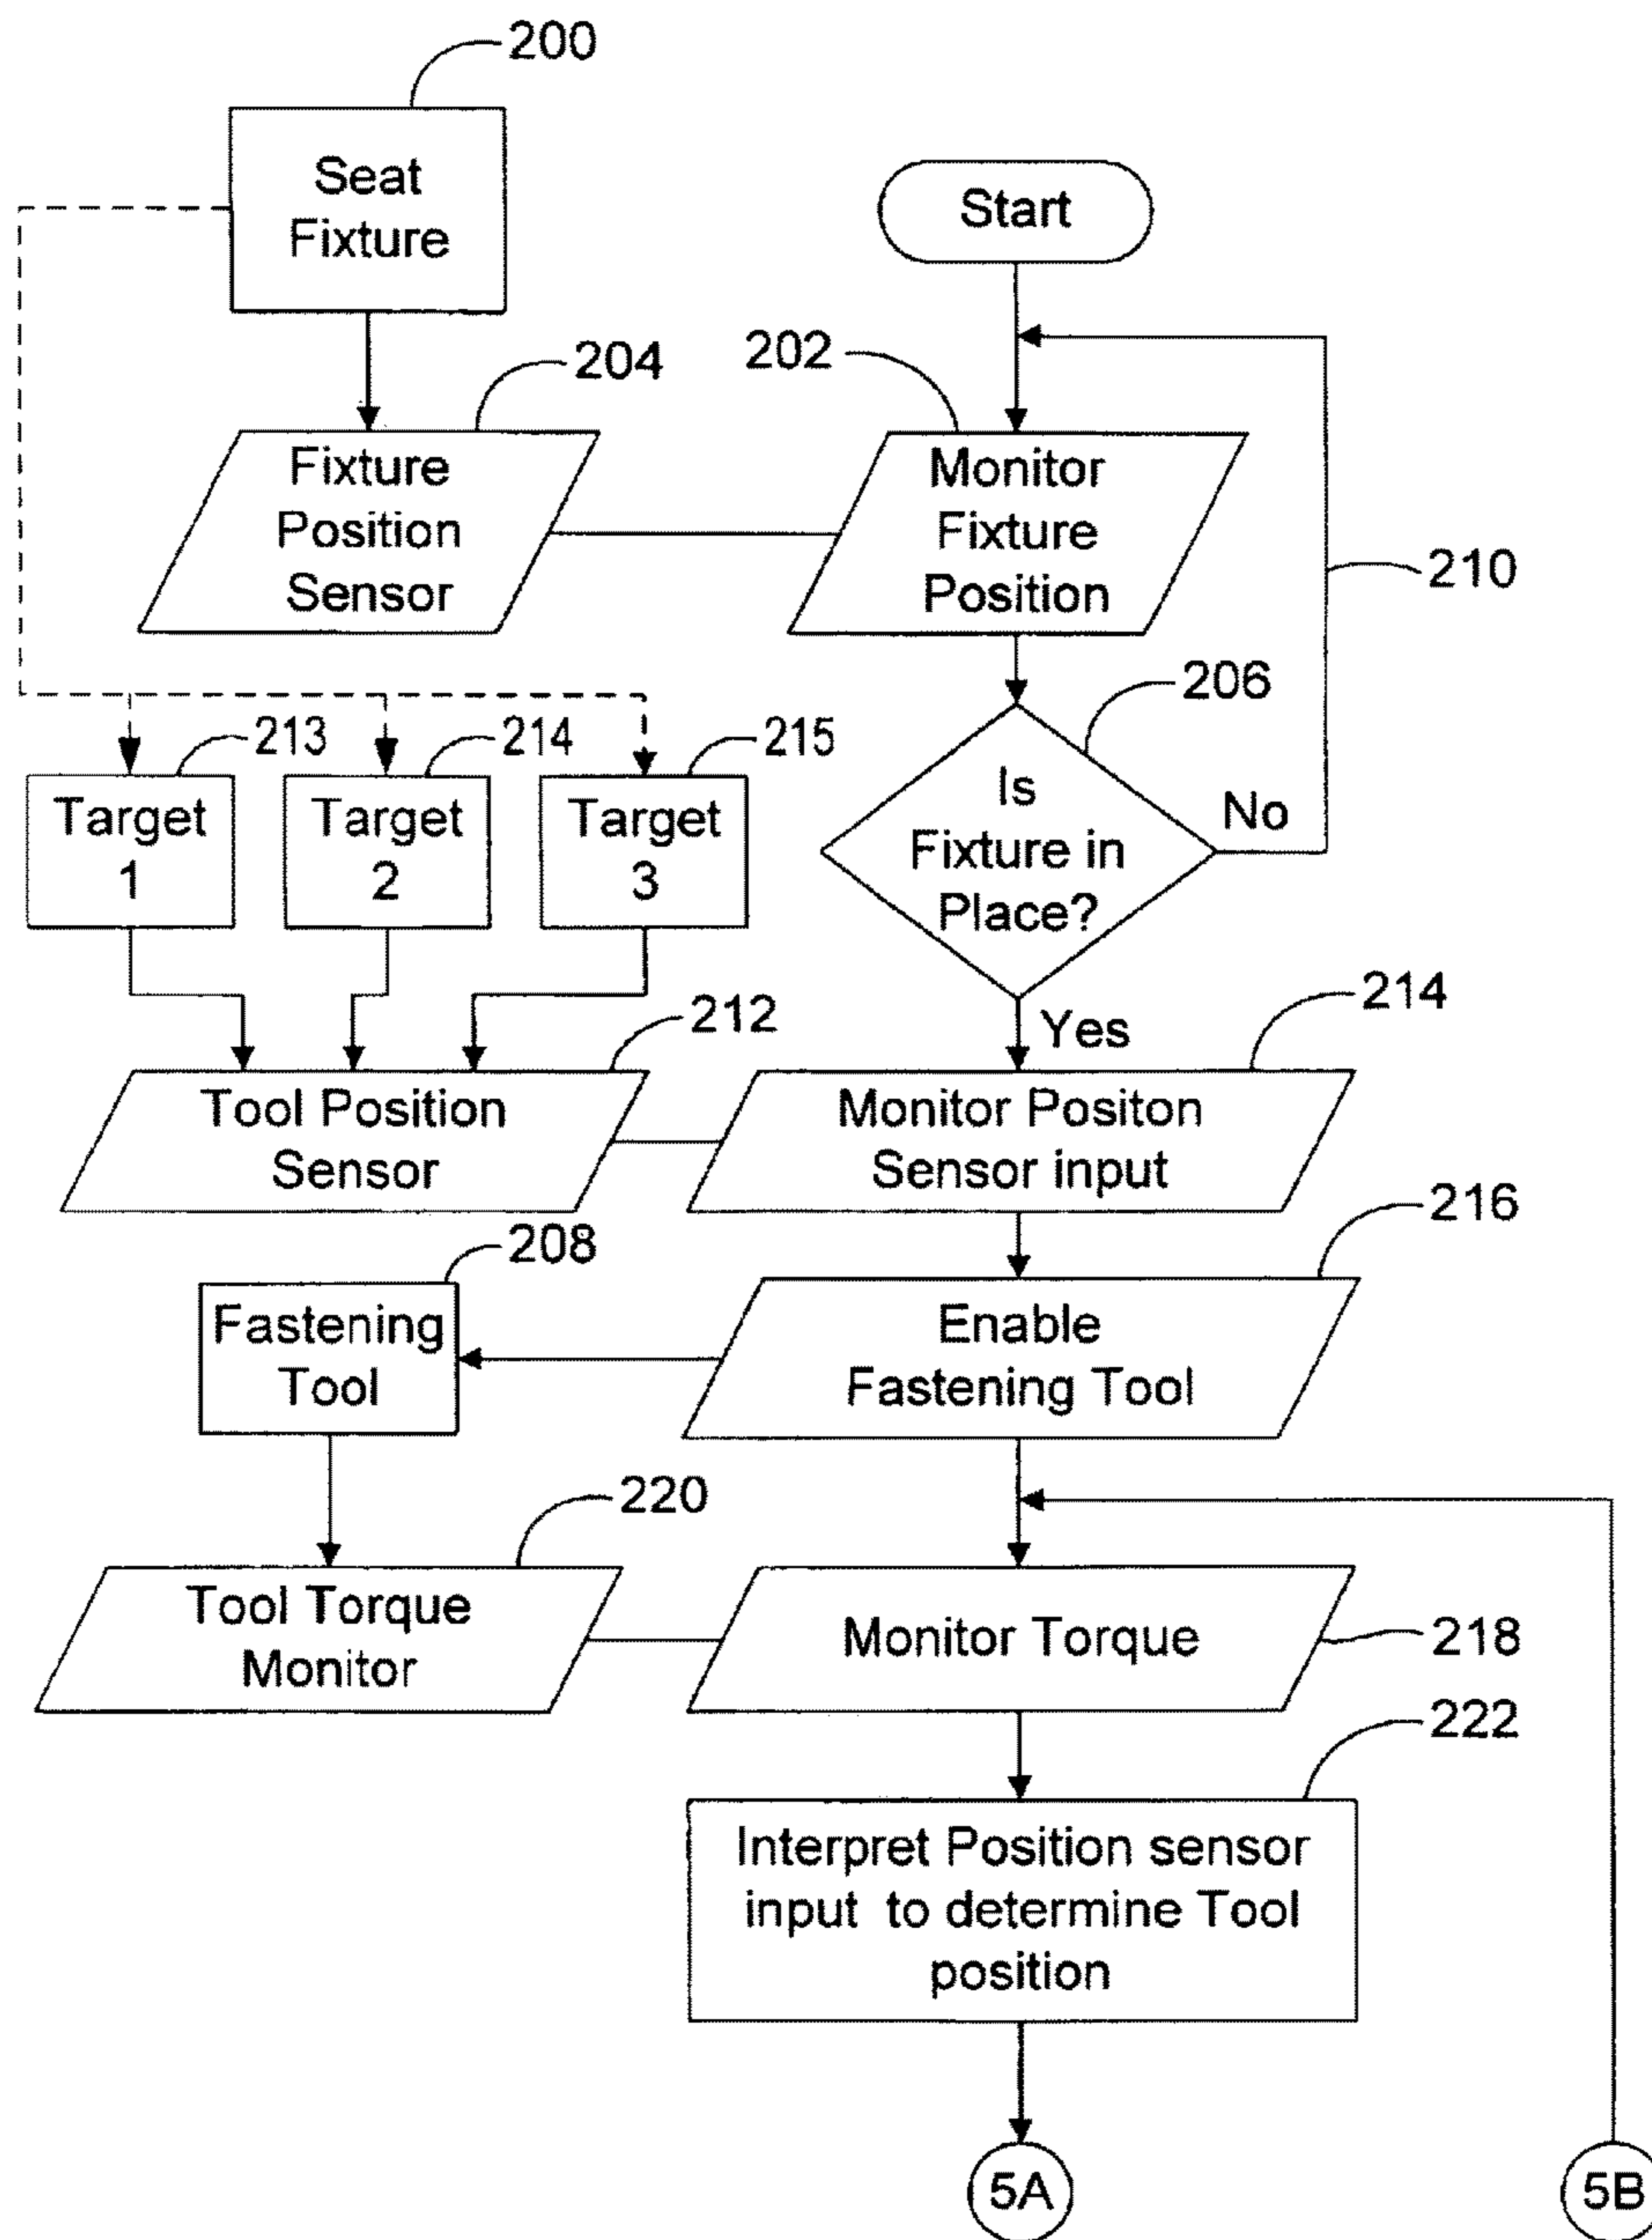 200
Seat
Fixture
Start
204
202
Fixture
Position
Sensor
Monitor
Fixture
Position
210
206
213
214
215
Target
1
Target
2
Target
3
Is
Fixture in
Place?
No
Yes
212
214
Tool Position
Sensor
Monitor Positon
Sensor input
208
216
Fastening
Tool
Enable
Fastening Tool
220
Tool Torque
Monitor
Monitor Torque
218
222
Interpret Position sensor
input to determine Tool
position
5A
5B